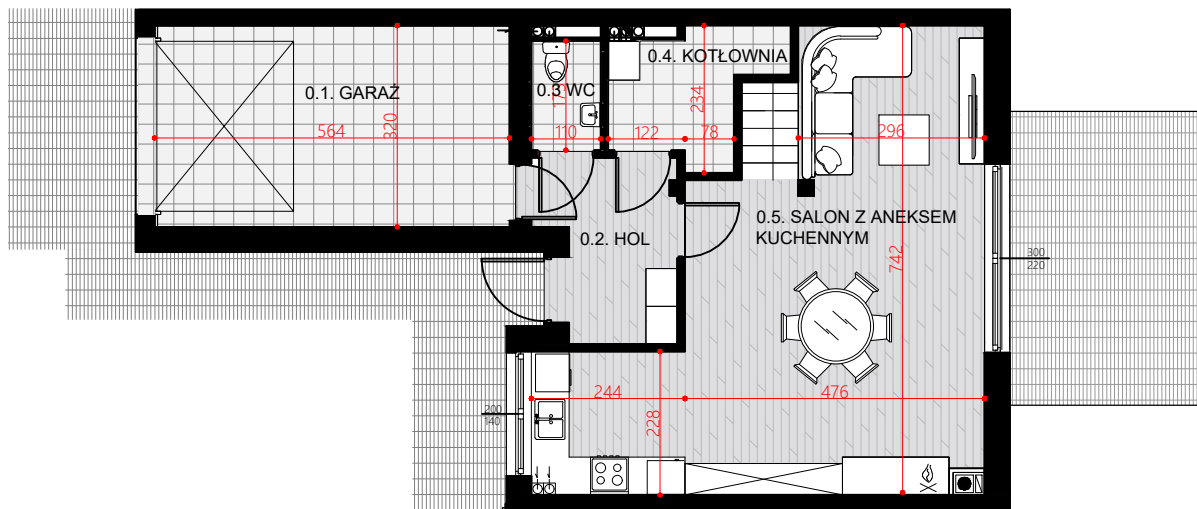 0.1. GARAŻ
564
320
0.3 WC
110
0.4. KOTŁOWNIA
122
234
78
296
0.2. HOL
0.5. SALON Z ANEKSEM
KUCHENNYM
742
300
220
200
140
244
228
476